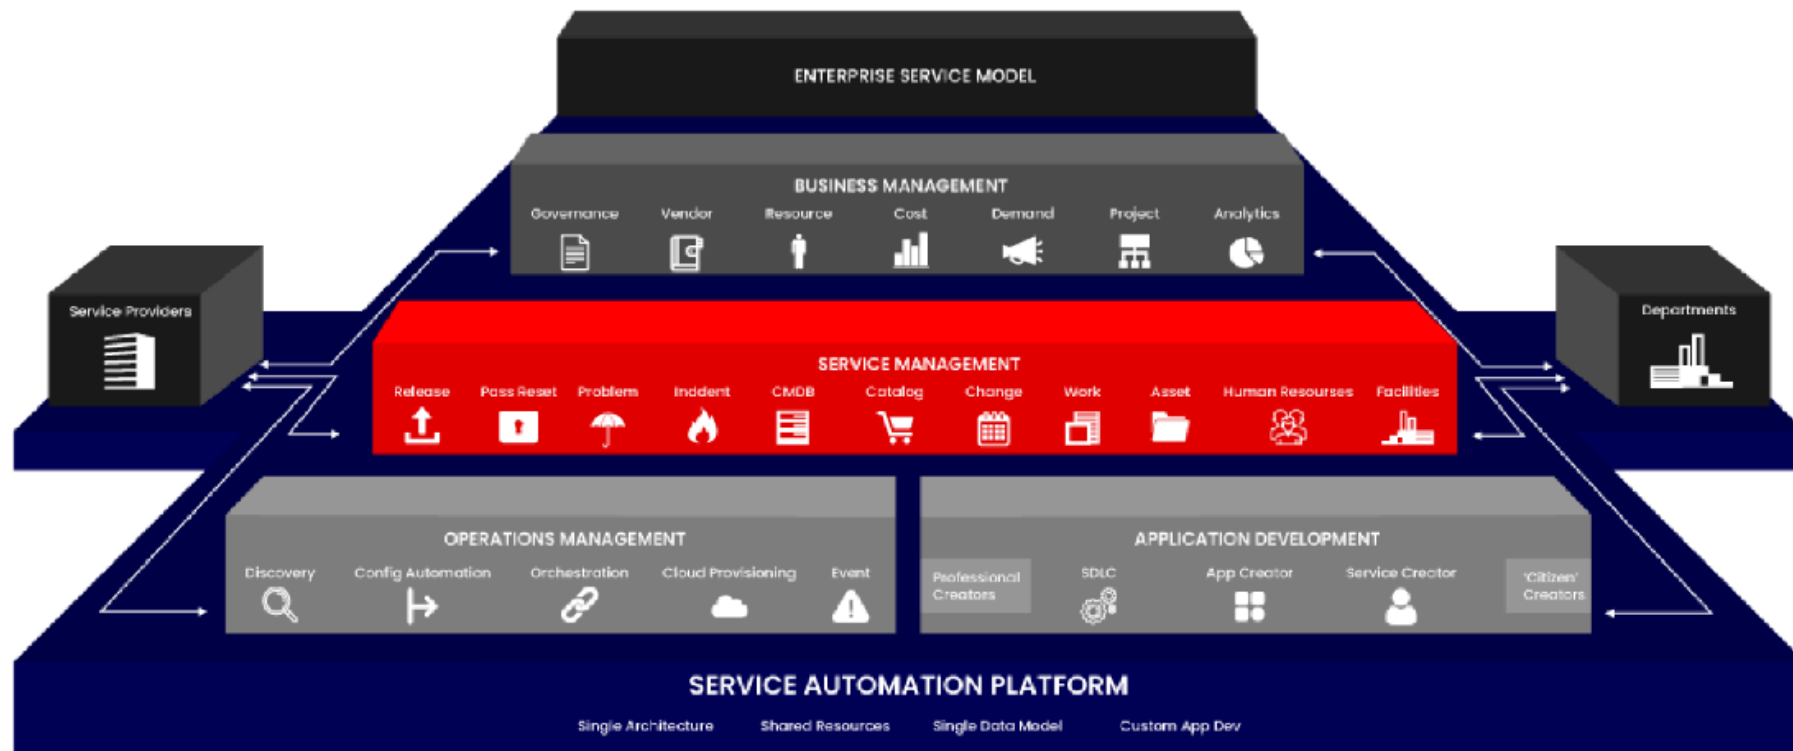 ENTERPRISE SERVICE MODEL
BUSINESS MANAGEMENT
Governance Vendor Resource Cost Demand Project Analytics
Service Providers
Departments
SERVICE MANAGEMENT
Release Pass Reset Problem Incident CMDB Catalog Change Work Asset Human Resourses Facilities
OPERATIONS MANAGEMENT
Discovery Config Automation Orchestration Cloud Provisioning Event
APPLICATION DEVELOPMENT
Professional
Creators
SDLC App Creator Service Creator
'Citizen'
Creators
SERVICE AUTOMATION PLATFORM
Single Architecture Shared Resources Single Data Model Custom App Dev